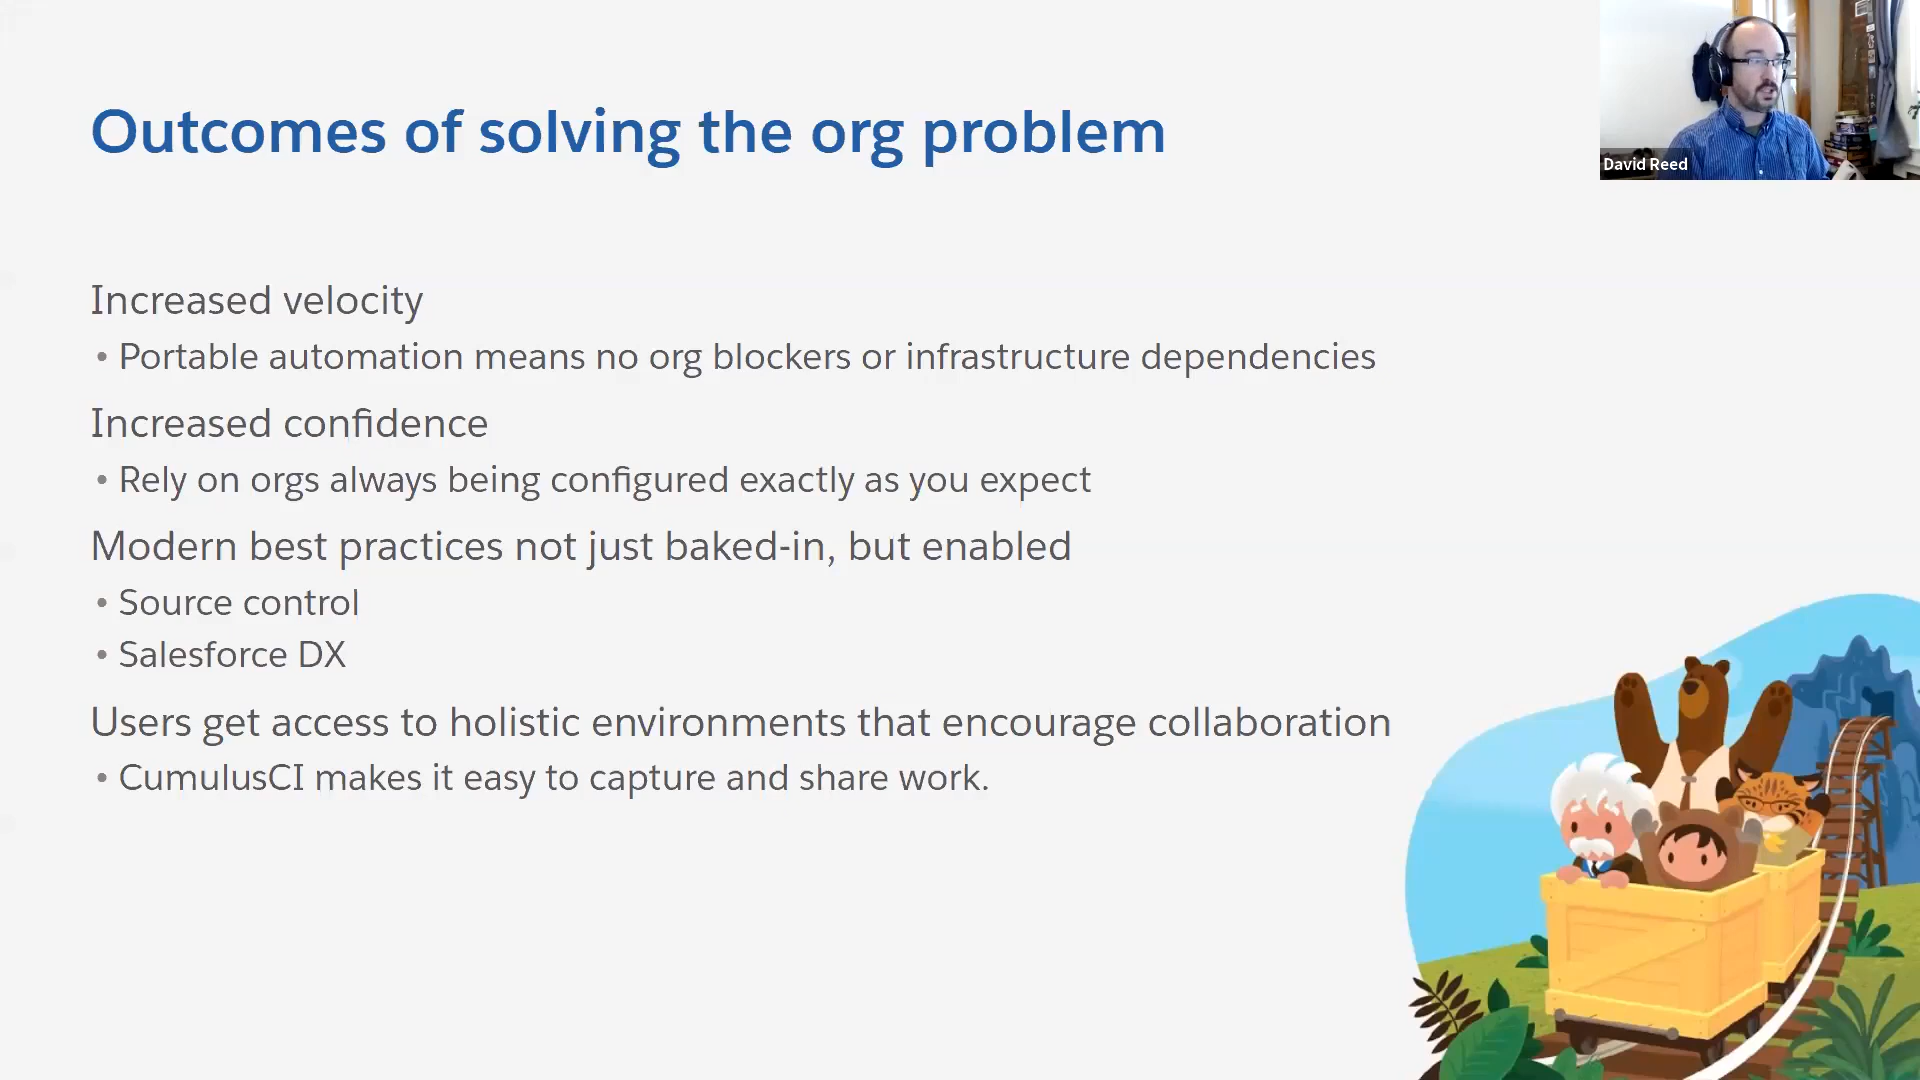 Outcomes of solving the org problem
David Reed
Increased velocity
• Portable automation means no org blockers or infrastructure dependencies
Increased confidence
• Rely on orgs always being configured exactly as you expect
Modern best practices not just baked-in, but enabled
• Source control
• Salesforce DX
Users get access to holistic environments that encourage collaboration
• CumulusCI makes it easy to capture and share work.